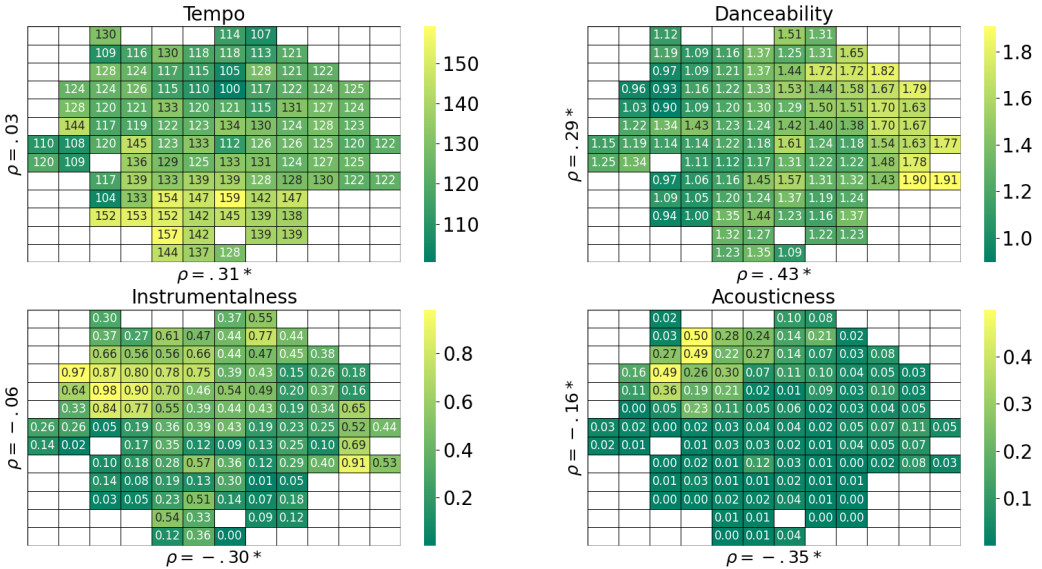 Tempo
130 114 107
109 116 130 118 118 113 121
128 124 117 115 105 128 121 122
124 124 126 115 110 100 117 122 124 125
128 120 121 133 120 121 115 131 127 124
144 117 119 122 123 134 130 124 128 123
110 108 120 145 123 133 112 126 126 125 120 122
120 109 136 129 125 133 131 124 127 125
117 139 133 139 139 128 128 130 122 122
104 133 154 147 159 142 147
152 153 152 142 145 139 138
157 142 139 139
144 137 128
ρ=.03
ρ=.31*
150
140
130
120
110
Danceability
1.12 1.51 1.31
1.19 1.09 1.16 1.37 1.25 1.31 1.65
0.97 1.09 1.21 1.37 1.44 1.72 1.72 1.82
0.96 0.93 1.16 1.22 1.33 1.53 1.44 1.58 1.67 1.79
1.03 0.90 1.09 1.20 1.30 1.29 1.50 1.51 1.70 1.63
1.22 1.34 1.43 1.24 1.24 1.42 1.40 1.38 1.70 1.67
1.15 1.19 1.14 1.14 1.22 1.18 1.61 1.24 1.18 1.54 1.63 1.77
1.25 1.34 1.11 1.12 1.17 1.31 1.22 1.22 1.48 1.78
0.97 1.06 1.16 1.45 1.57 1.31 1.32 1.43 1.90 1.91
1.09 1.05 1.20 1.24 1.37 1.19 1.24
0.94 1.00 1.35 1.44 1.23 1.16 1.37
1.32 1.27 1.22 1.23
1.23 1.35 1.09
ρ=.29*
ρ=.43*
1.8
1.6
1.4
1.2
1.0
Instrumentalness
0.30 0.37 0.55
0.37 0.27 0.61 0.47 0.44 0.77 0.44
0.66 0.56 0.56 0.66 0.44 0.47 0.45 0.38
0.97 0.87 0.80 0.78 0.75 0.39 0.43 0.15 0.26 0.18
0.64 0.98 0.90 0.70 0.46 0.54 0.49 0.20 0.37 0.16
0.33 0.84 0.77 0.55 0.39 0.44 0.43 0.19 0.34 0.65
0.26 0.26 0.05 0.19 0.36 0.39 0.43 0.19 0.23 0.25 0.52 0.44
0.14 0.02 0.17 0.35 0.12 0.09 0.13 0.25 0.10 0.69
0.10 0.18 0.28 0.57 0.36 0.12 0.29 0.40 0.91 0.53
0.14 0.08 0.19 0.13 0.30 0.01 0.05
0.03 0.05 0.23 0.51 0.14 0.07 0.18
0.54 0.33 0.09 0.12
0.12 0.36 0.00
ρ=−.06
ρ=−.30*
0.8
0.6
0.4
0.2
Acousticness
0.02 0.10 0.08
0.03 0.50 0.28 0.24 0.14 0.21 0.02
0.27 0.49 0.22 0.27 0.14 0.07 0.03 0.08
0.16 0.49 0.26 0.30 0.07 0.11 0.10 0.04 0.05 0.03
0.11 0.36 0.19 0.21 0.02 0.01 0.09 0.03 0.10 0.03
0.00 0.05 0.23 0.11 0.05 0.06 0.02 0.03 0.04 0.05
0.03 0.02 0.00 0.02 0.03 0.02 0.04 0.02 0.05 0.07 0.11 0.05
0.02 0.01 0.01 0.03 0.03 0.02 0.01 0.04 0.05 0.07
0.00 0.02 0.01 0.12 0.03 0.01 0.00 0.02 0.08 0.03
0.01 0.03 0.01 0.01 0.03 0.01 0.00
0.01 0.00 0.00 0.02 0.04 0.01 0.00
0.01 0.01 0.00 0.00
0.00 0.01 0.04
ρ=−.16*
ρ=−.35*
0.4
0.3
0.2
0.1